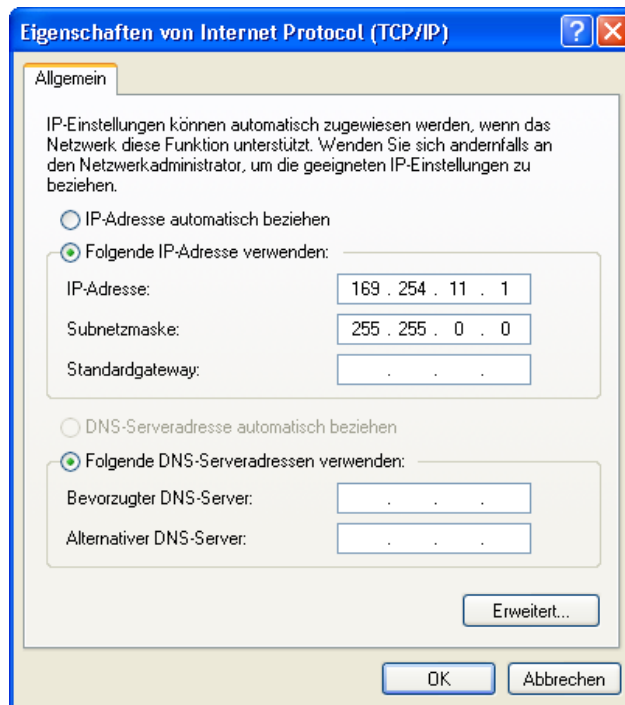 Eigenschaften von Internet Protocol (TCP/IP)
?
Allgemein
IP-Einstellungen können automatisch zugewiesen werden, wenn das
Netzwerk diese Funktion unterstützt. Wenden Sie sich andernfalls an
den Netzwerkadministrator, um die geeigneten IP-Einstellungen zu
beziehen.
IP-Adresse automatisch beziehen
Folgende IP-Adresse verwenden:
IP-Adresse: 169 . 254 . 11 . 1
Subnetzmaske: 255 . 255 . 0 . 0
Standardgateway: . . .
DNS-Serveradresse automatisch beziehen
Folgende DNS-Serveradressen verwenden:
Bevorzugter DNS-Server: . . .
Alternativer DNS-Server: . . .
Erweitert...
OK Abbrechen